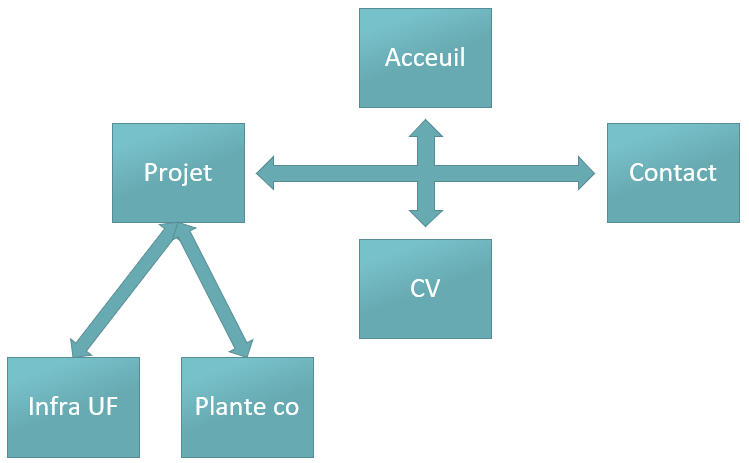 Acceuil
Projet
Contact
CV
Infra UF
Plante co